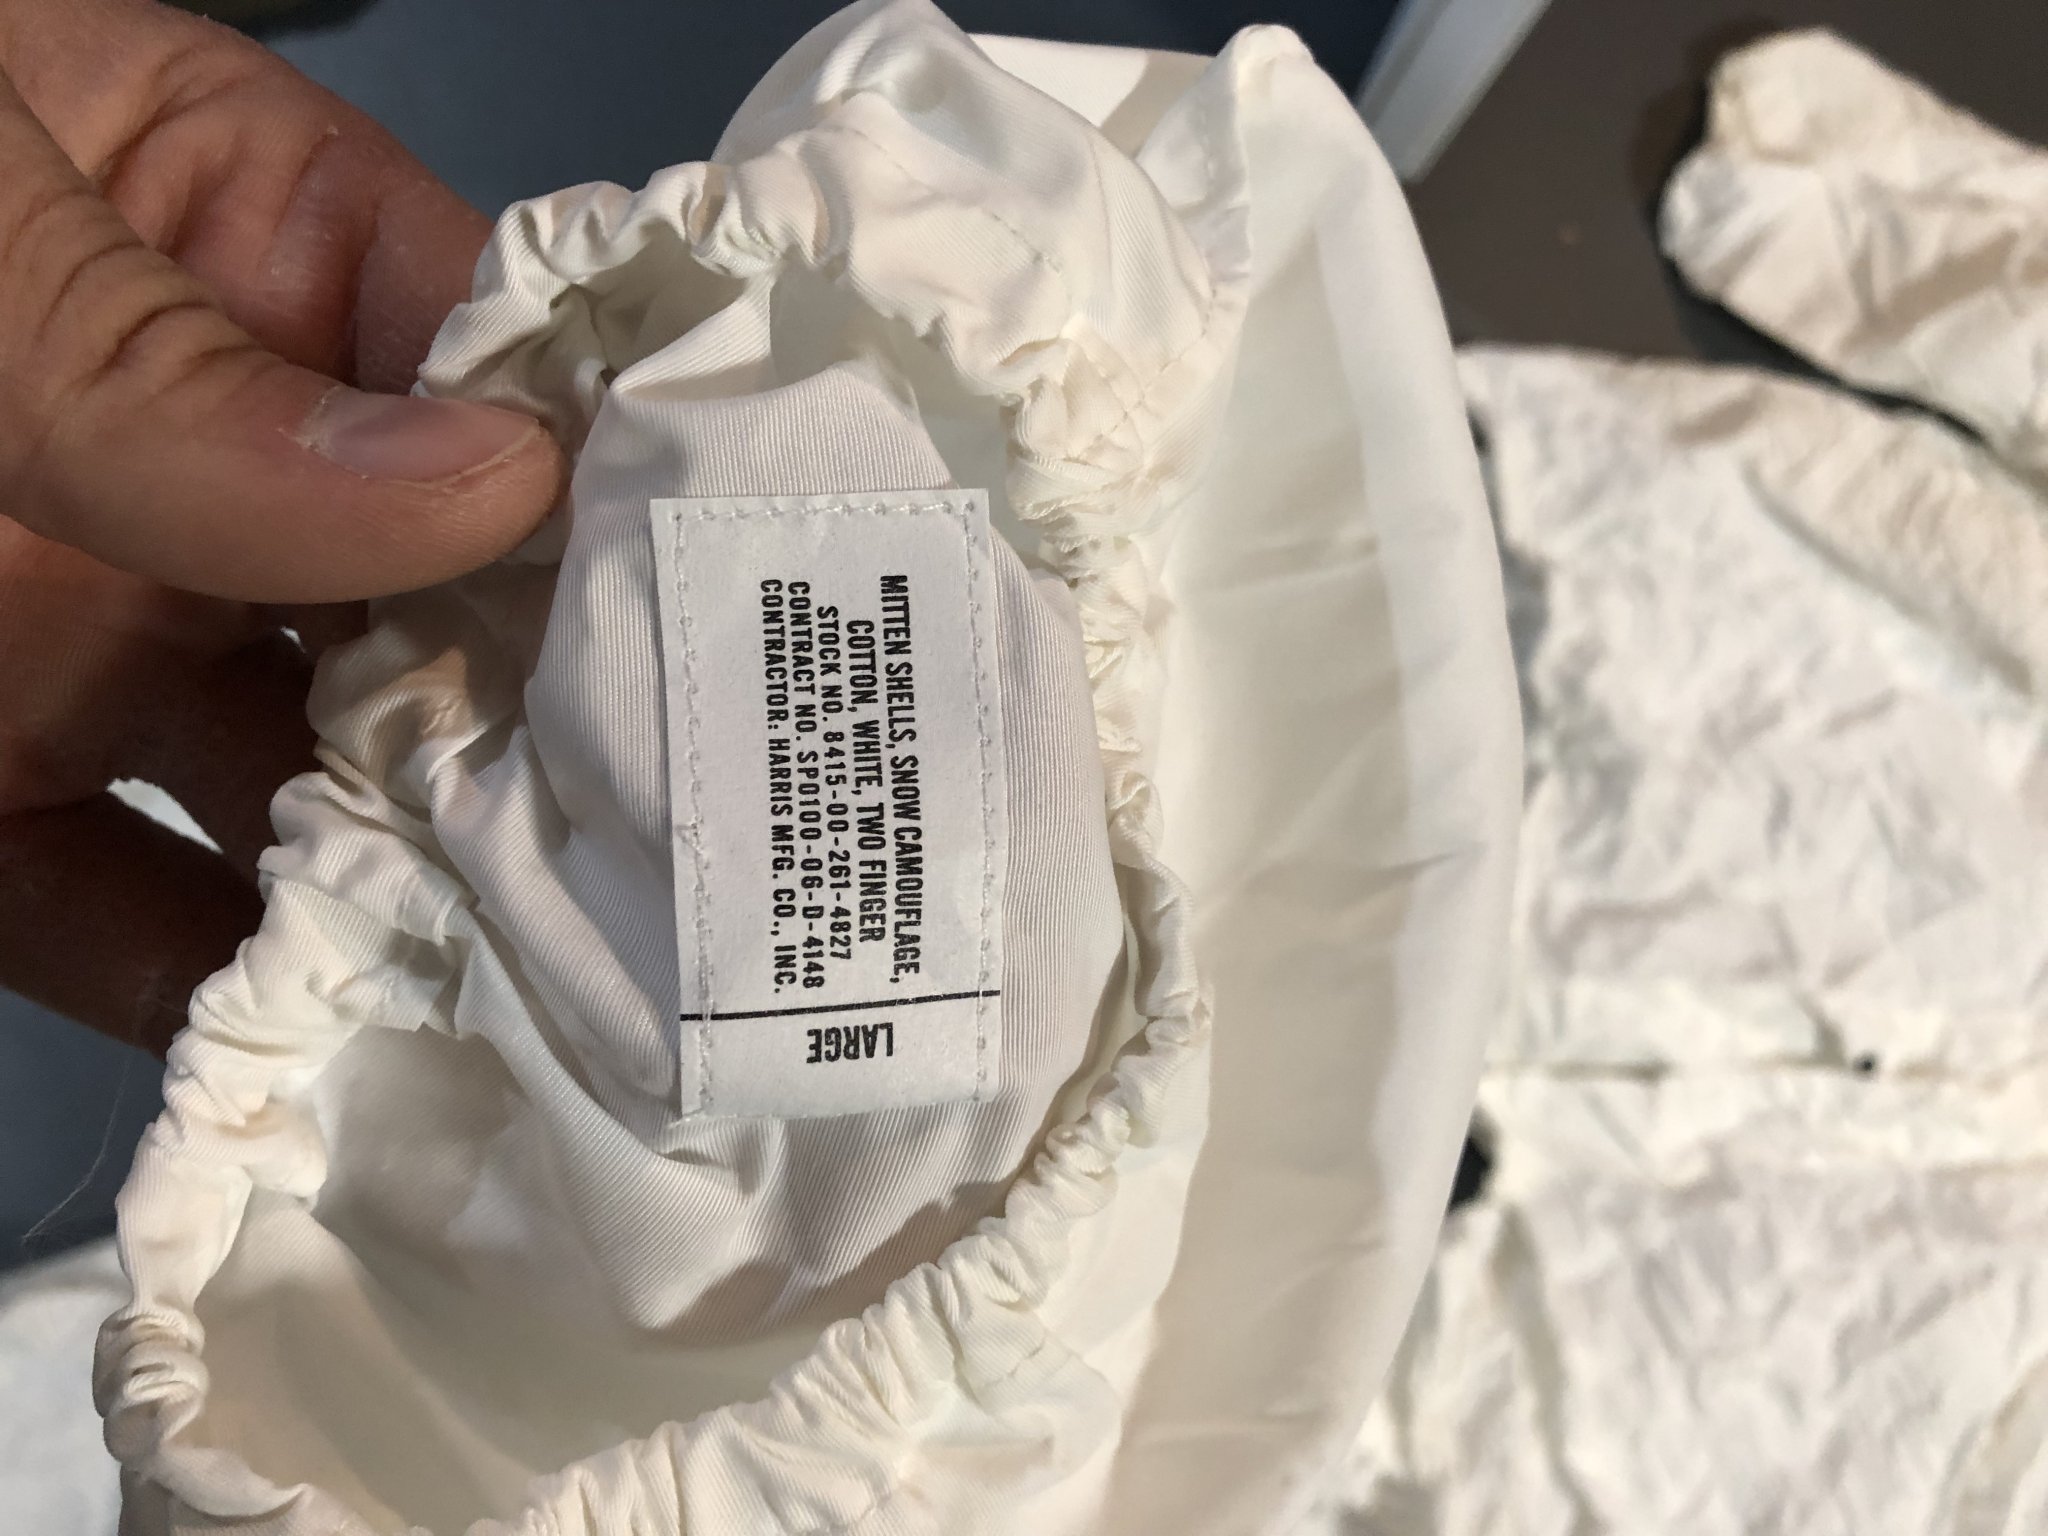 MITTEN SHELLS, SNOW CAMOUFLAGE,
COTTON, WHITE, TWO FINGER
STOCK NO. 8415-00-261-4827
CONTRACT NO. SP0100-06-D-4148
CONTRACTOR: HARRIS MFG. CO., INC.
LARGE